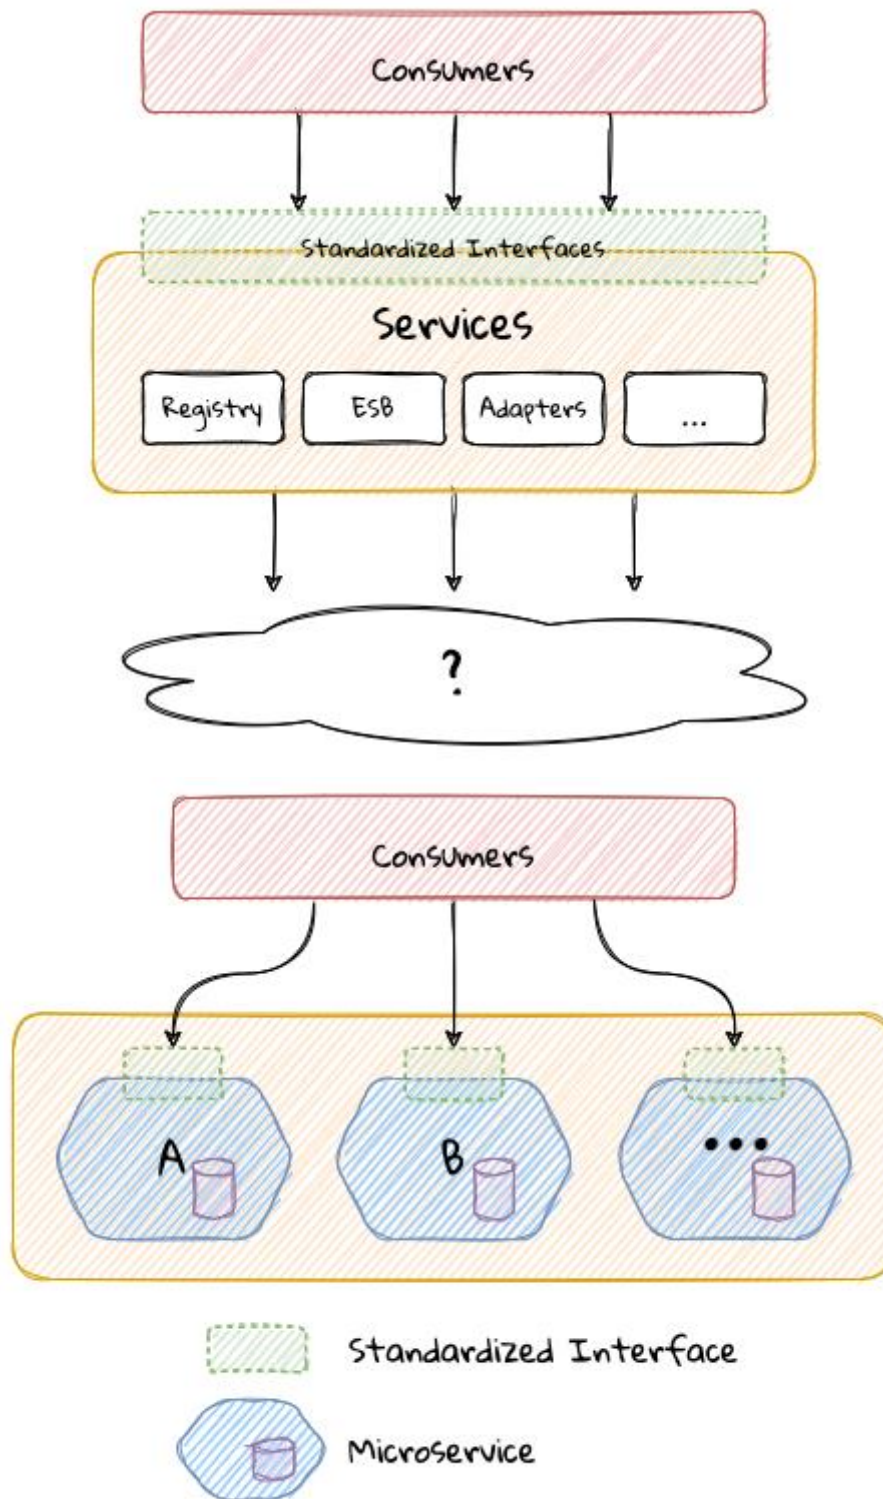 Consumers
Standardized Interfaces
Services
Registry
ESB
Adapters
...
?
Consumers
A
B
...
Standardized Interface
Microservice